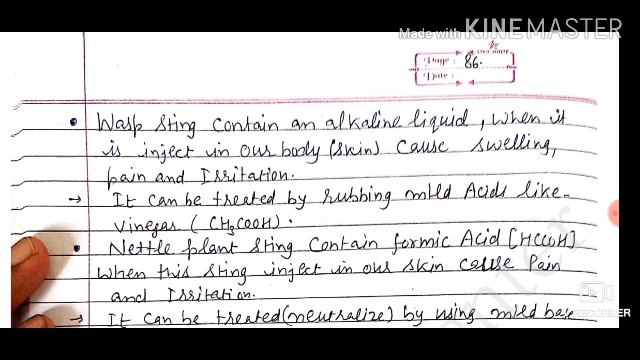 Made with KINEMASTER
Page: 86.
Date:
• Wasp sting contain an alkaline liquid, when it
is inject in our body (skin) cause swelling,
pain and Irritation.
→ It can be treated by rubbing mild Acids like
vinegar (CH3COOH).
• Nettle plant sting contain formic Acid [HCOOH]
when this sting inject in our skin cause Pain
and Irritation.
→ It can be treated (neutralize) by using mild base